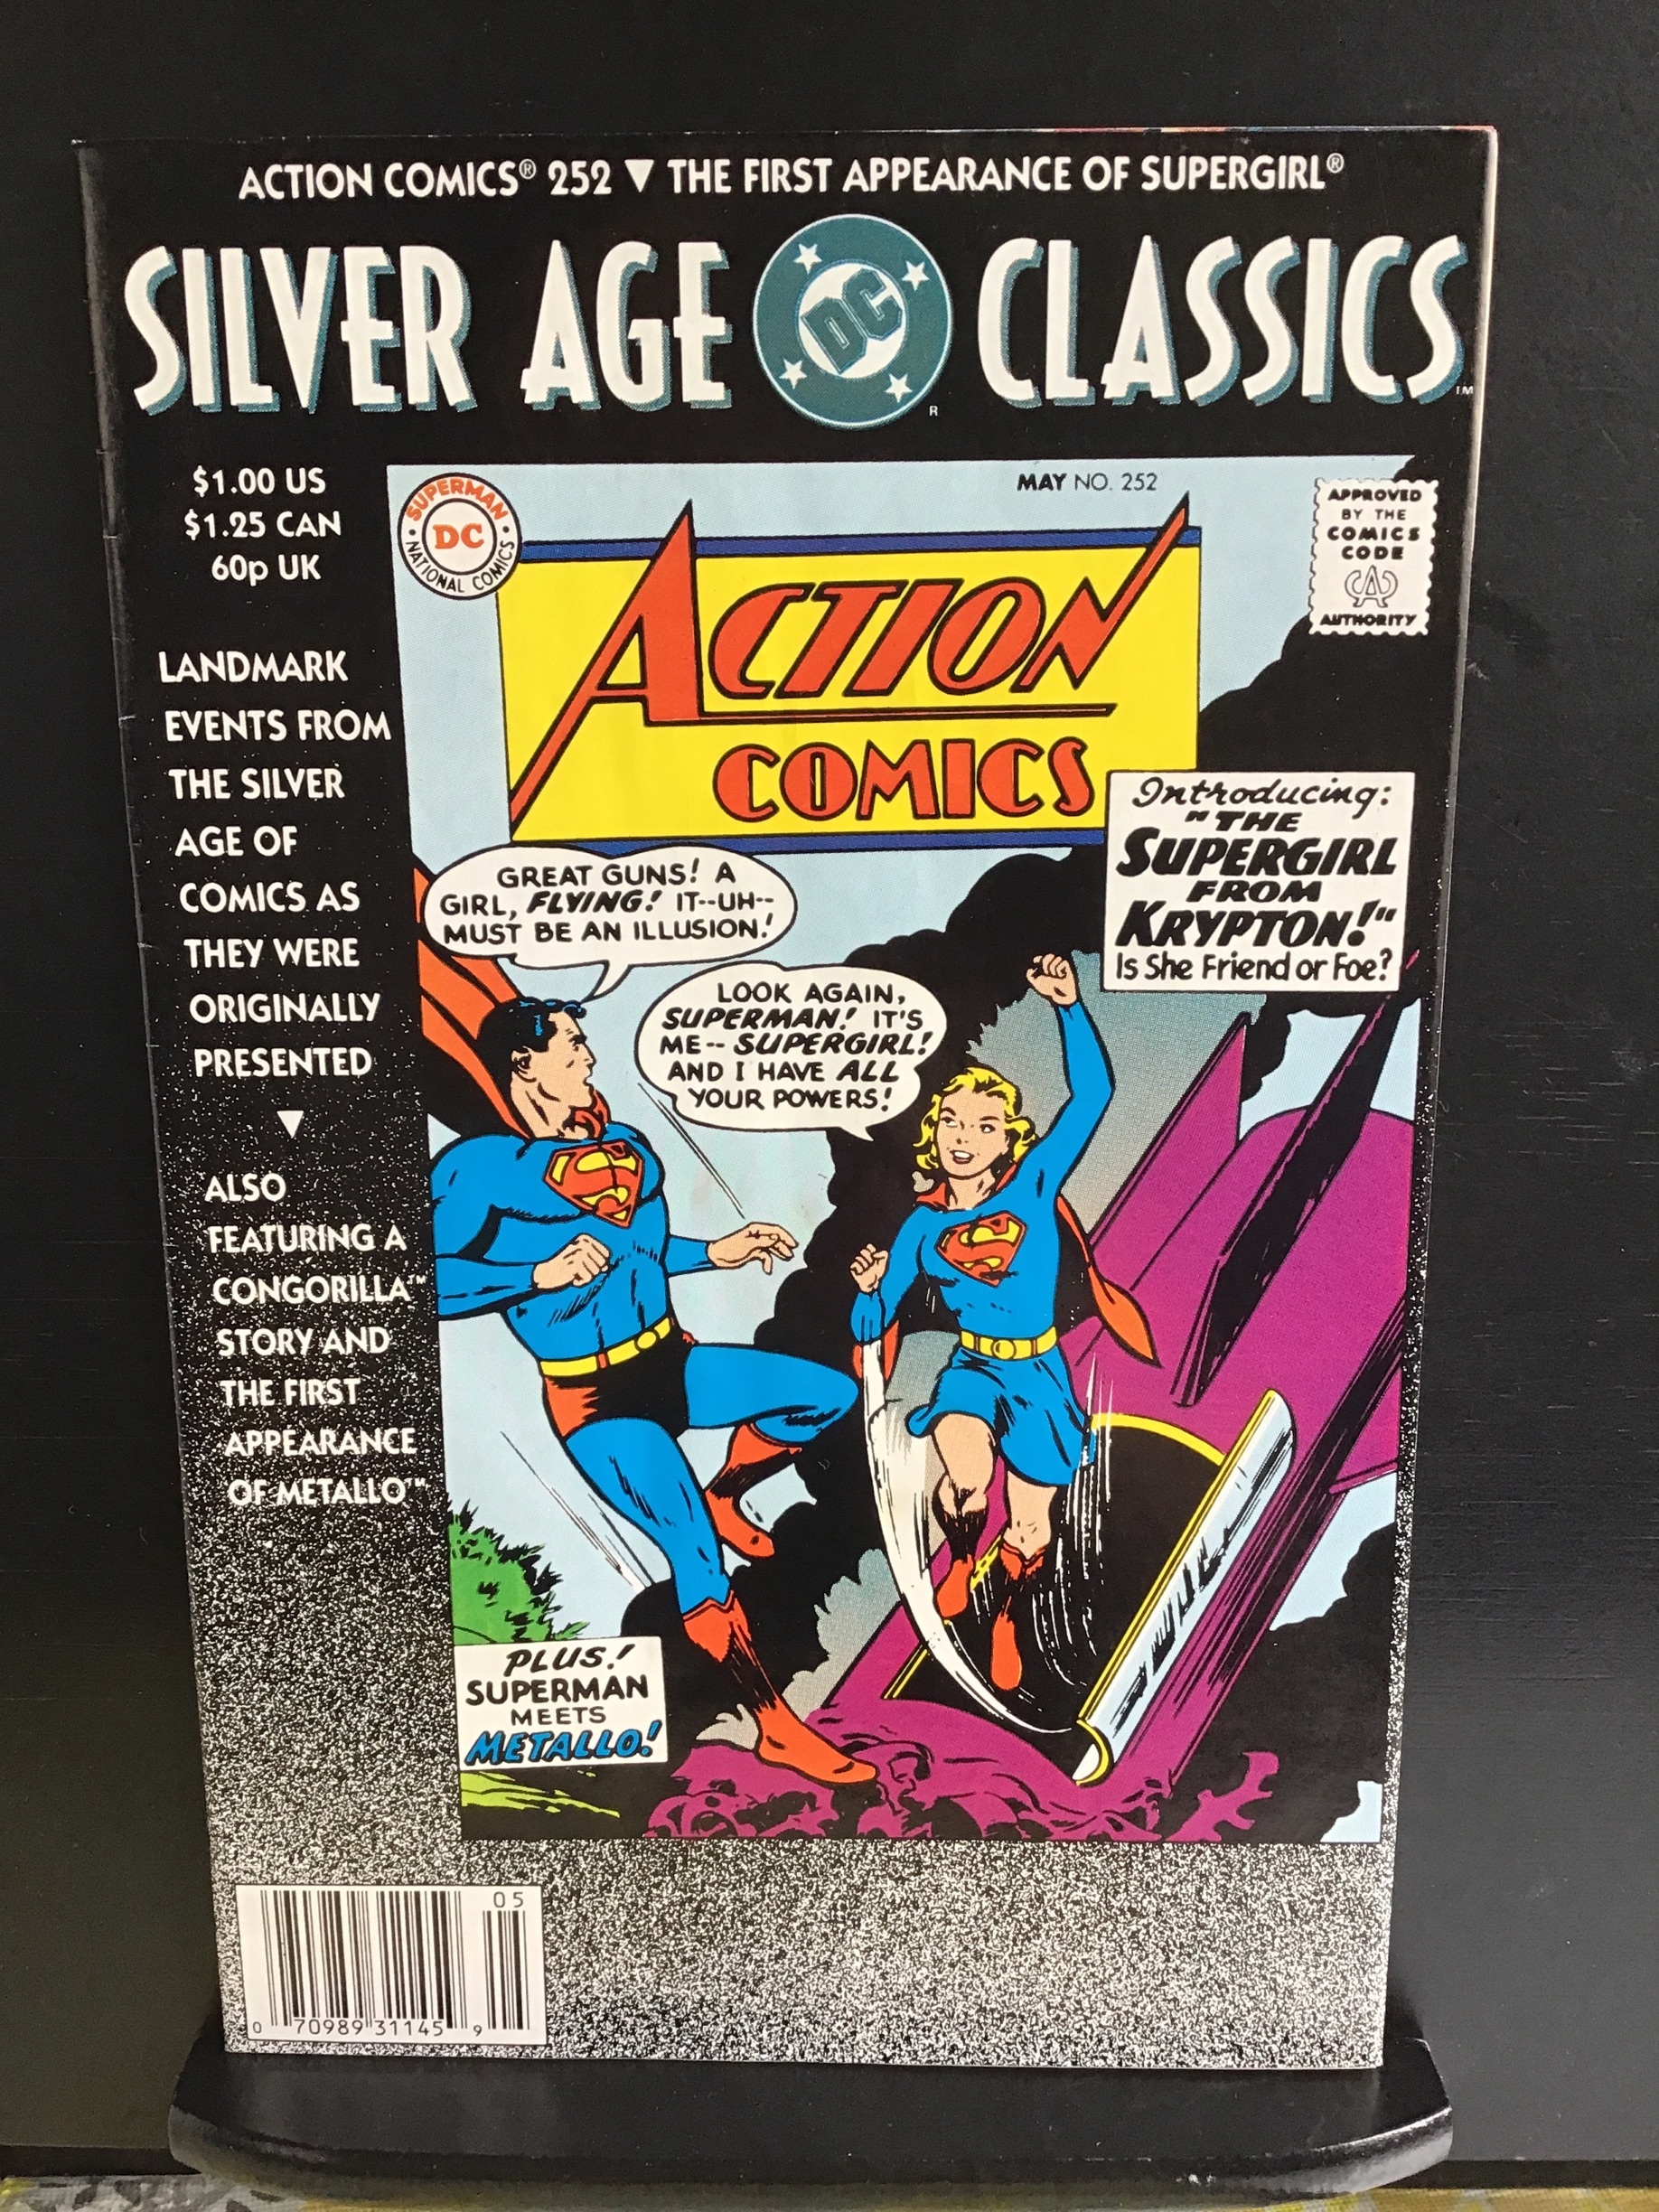 ACTION COMICS® 252 ▼ THE FIRST APPEARANCE OF SUPERGIRL®
SILVER AGE DC CLASSICS™
R
$1.00 US
$1.25 CAN
60p UK
LANDMARK
EVENTS FROM
THE SILVER
AGE OF
COMICS AS
THEY WERE
ORIGINALLY
PRESENTED
▼
ALSO
FEATURING A
CONGORILLA™
STORY AND
THE FIRST
APPEARANCE
OF METALLO™
SUPERMAN
DC
NATIONAL COMICS
MAY NO. 252
APPROVED
BY THE
COMICS
CODE
CA
AUTHORITY
ACTION
COMICS
Introducing:
"THE
SUPERGIRL
FROM
KRYPTON!"
Is She Friend or Foe?
GREAT GUNS! A
GIRL, FLYING! IT--UH--
MUST BE AN ILLUSION!
LOOK AGAIN,
SUPERMAN! IT'S
ME-- SUPERGIRL!
AND I HAVE ALL
YOUR POWERS!
S
S
PLUS!
SUPERMAN
MEETS
METALLO!
05
0 70989 31145 9